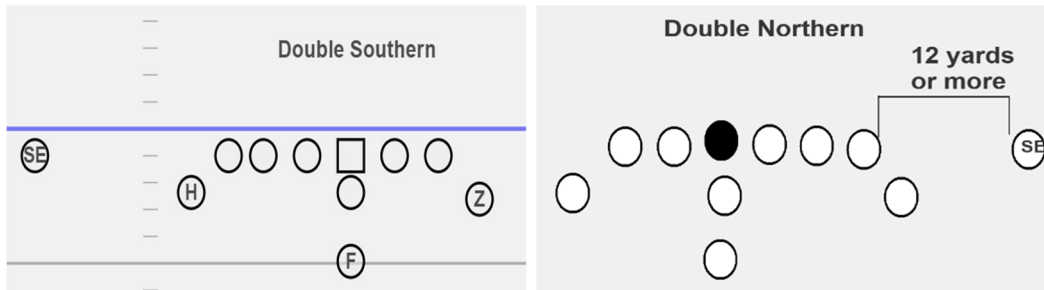 Double Southern
SE
H
Z
F
Double Northern
12 yards
or more
SE